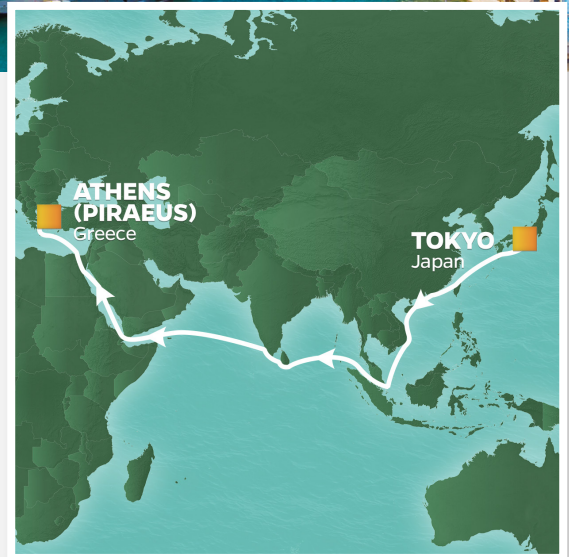 ATHENS
(PIRAEUS)
Greece
TOKYO
Japan